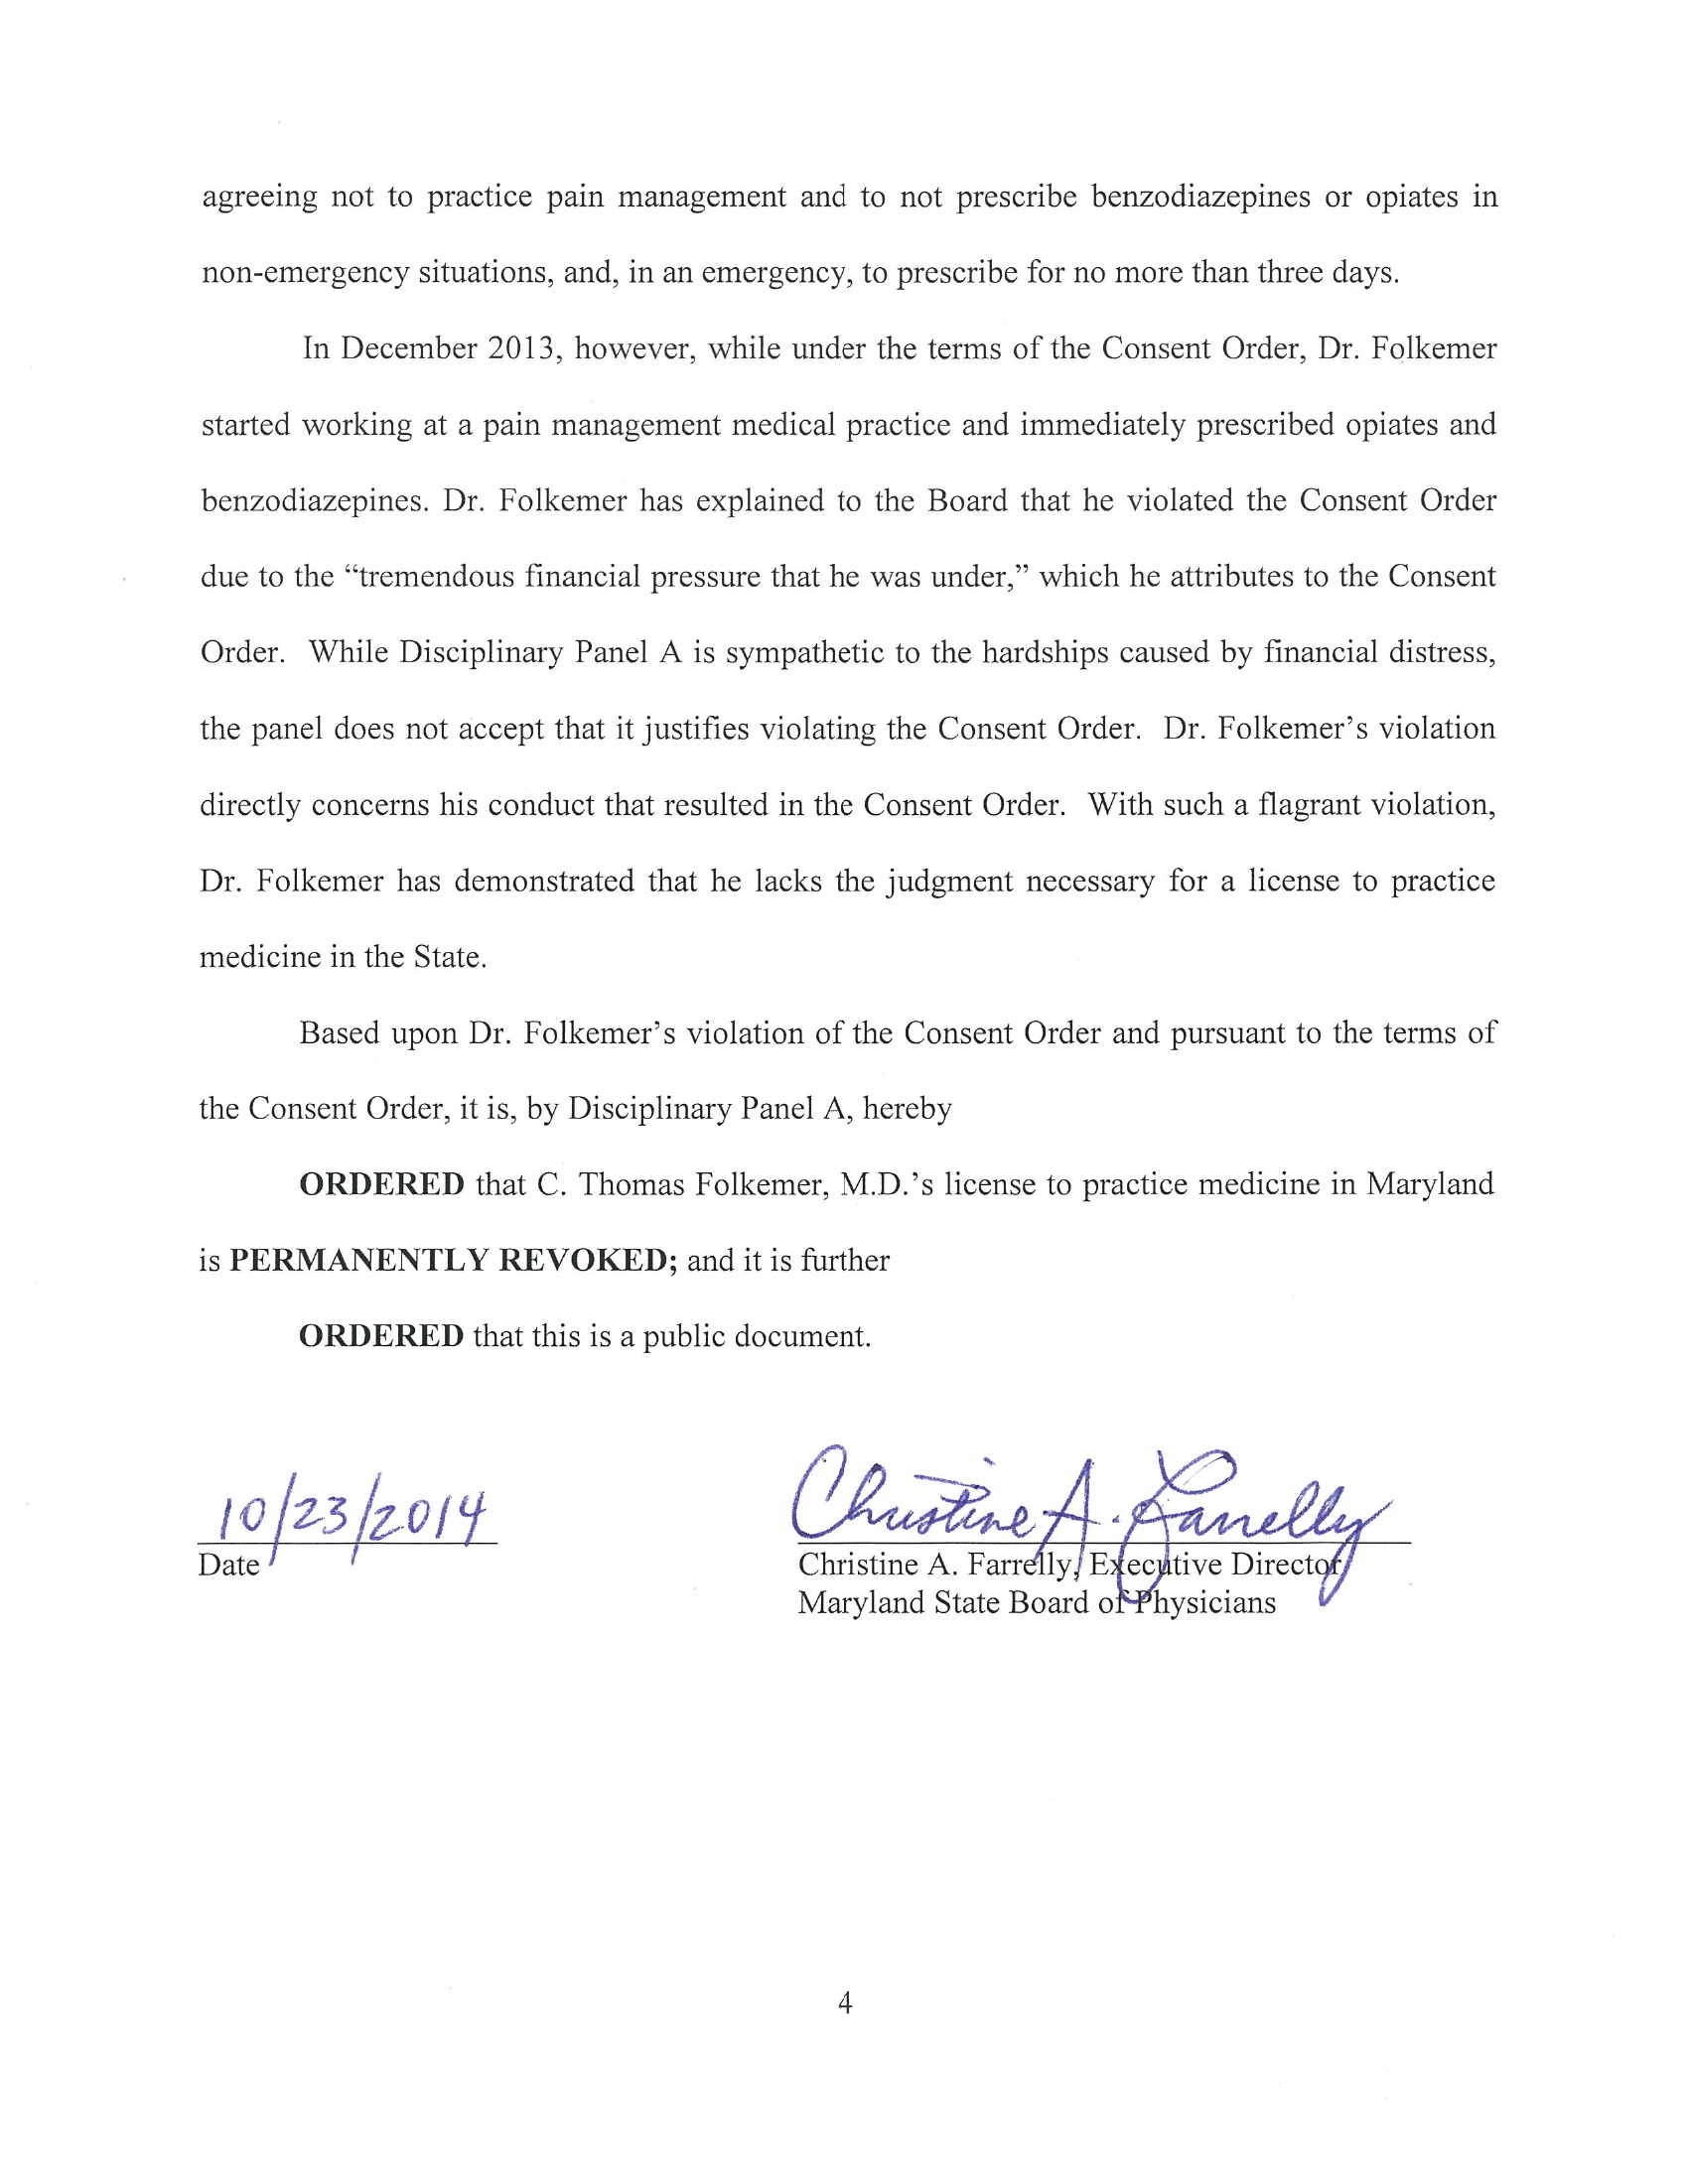 agreeing not to practice pain management and to not prescribe benzodiazepines or opiates in
non-emergency situations, and, in an emergency, to prescribe for no more than three days.
In December 2013, however, while under the terms of the Consent Order, Dr. Folkemer
started working at a pain management medical practice and immediately prescribed opiates and
benzodiazepines. Dr. Folkemer has explained to the Board that he violated the Consent Order
due to the “tremendous financial pressure that he was under,” which he attributes to the Consent
Order. While Disciplinary Panel A is sympathetic to the hardships caused by financial distress,
the panel does not accept that it justifies violating the Consent Order. Dr. Folkemer’s violation
directly concerns his conduct that resulted in the Consent Order. With such a flagrant violation,
Dr. Folkemer has demonstrated that he lacks the judgment necessary for a license to practice
medicine in the State.
Based upon Dr. Folkemer’s violation of the Consent Order and pursuant to the terms of
the Consent Order, it is, by Disciplinary Panel A, hereby
ORDERED that C. Thomas Folkemer, M.D.’s license to practice medicine in Maryland
is PERMANENTLY REVOKED; and it is further
ORDERED that this is a public document.
10/23/2014
Date
Christine A. Farrelly
Christine A. Farrelly, Executive Director
Maryland State Board of Physicians
4